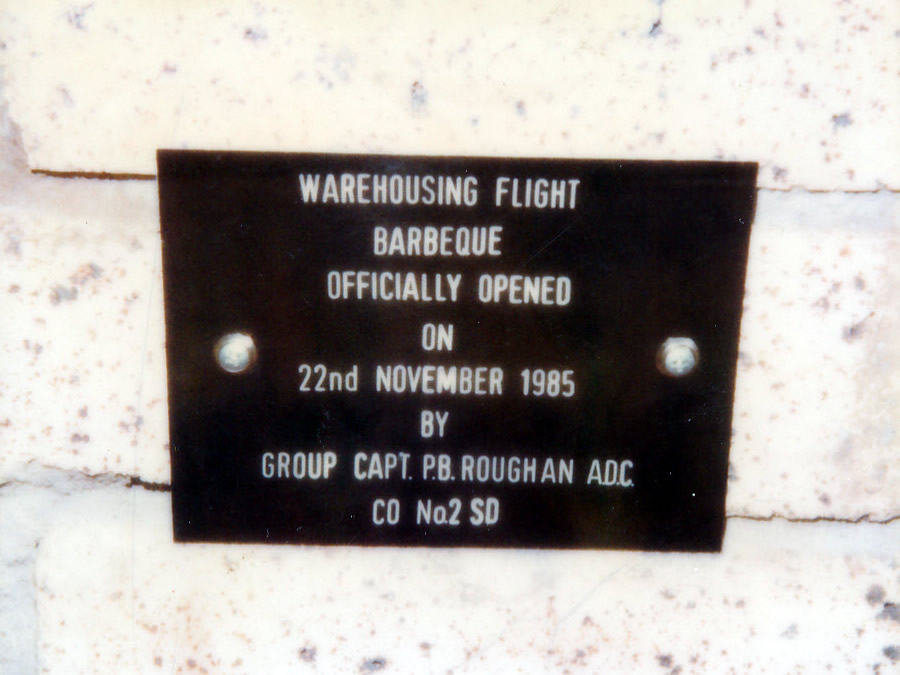 WAREHOUSING FLIGHT
BARBEQUE
OFFICIALLY OPENED
ON
22nd NOVEMBER 1985
BY
GROUP CAPT. P.B. ROUGHAN A.D.C.
CO No.2 SD